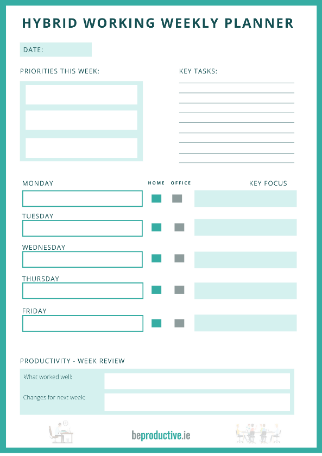 HYBRID WORKING WEEKLY PLANNER
DATE:
PRIORITIES THIS WEEK:
KEY TASKS:
MONDAY
HOME OFFICE
KEY FOCUS
TUESDAY
WEDNESDAY
THURSDAY
FRIDAY
PRODUCTIVITY - WEEK REVIEW
What worked well:
Changes for next week:
beproductive.ie